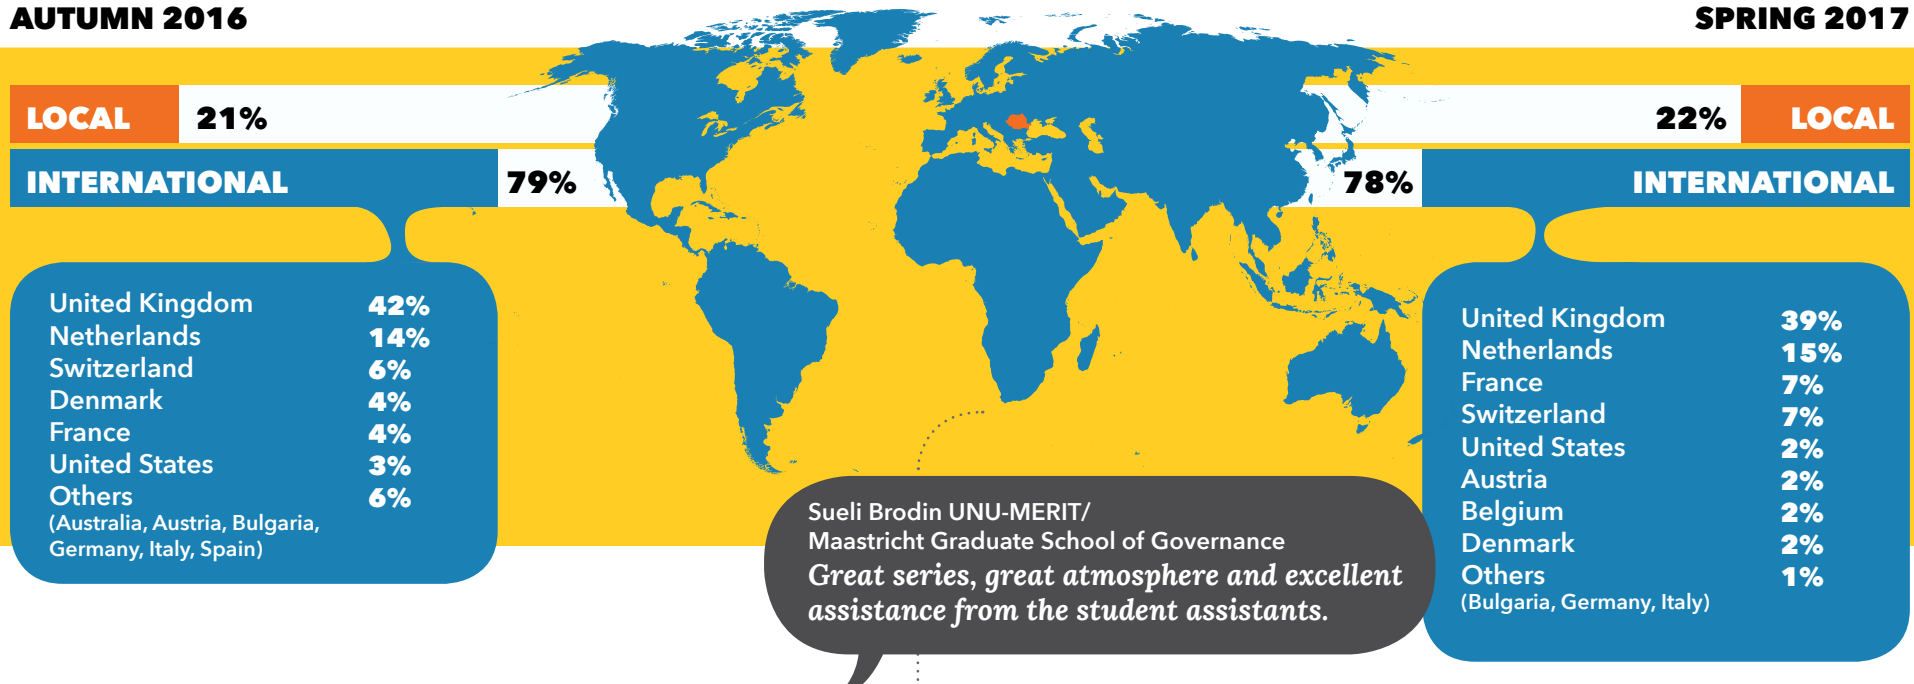 AUTUMN 2016
SPRING 2017
LOCAL 21%
22% LOCAL
INTERNATIONAL 79%
78% INTERNATIONAL
United Kingdom 42%
Netherlands 14%
Switzerland 6%
Denmark 4%
France 4%
United States 3%
Others 6%
(Australia, Austria, Bulgaria,
Germany, Italy, Spain)
United Kingdom 39%
Netherlands 15%
France 7%
Switzerland 7%
United States 2%
Austria 2%
Belgium 2%
Denmark 2%
Others 1%
(Bulgaria, Germany, Italy)
Sueli Brodin UNU-MERIT/
Maastricht Graduate School of Governance
Great series, great atmosphere and excellent
assistance from the student assistants.